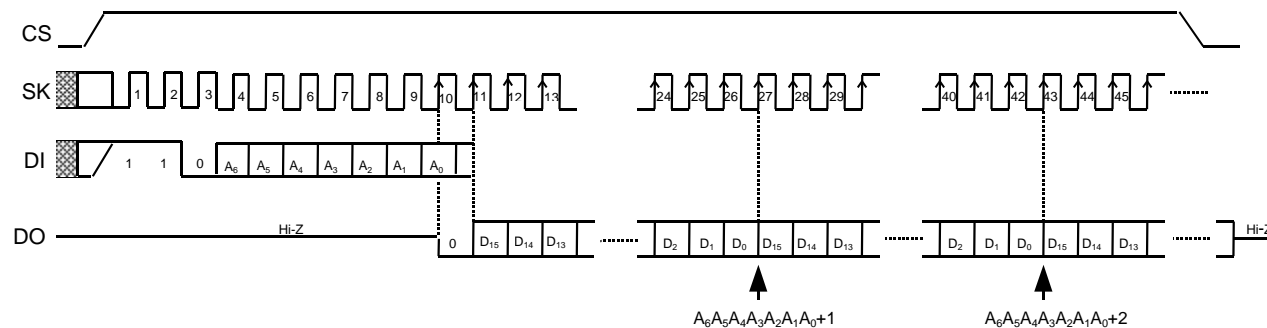 CS
SK 1 2 3 4 5 6 7 8 9 10 11 12 13 24 25 26 27 28 29 40 41 42 43 44 45
DI 1 1 0 A6 A5 A4 A3 A2 A1 A0
DO Hi-Z 0 D15 D14 D13 D2 D1 D0 D15 D14 D13 D2 D1 D0 D15 D14 D13 Hi-Z
A6A5A4A3A2A1A0+1 A6A5A4A3A2A1A0+2